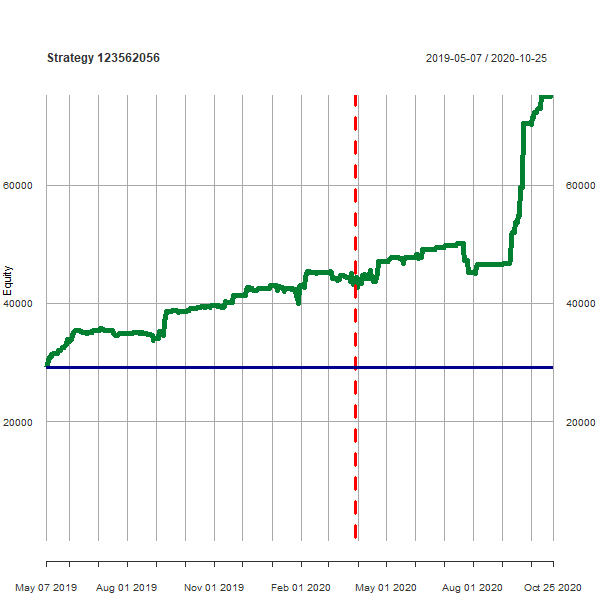 Strategy 123562056
2019-05-07 / 2020-10-25
60000
60000
Equity
40000
40000
20000
20000
May 07 2019
Aug 01 2019
Nov 01 2019
Feb 01 2020
May 01 2020
Aug 01 2020
Oct 25 2020